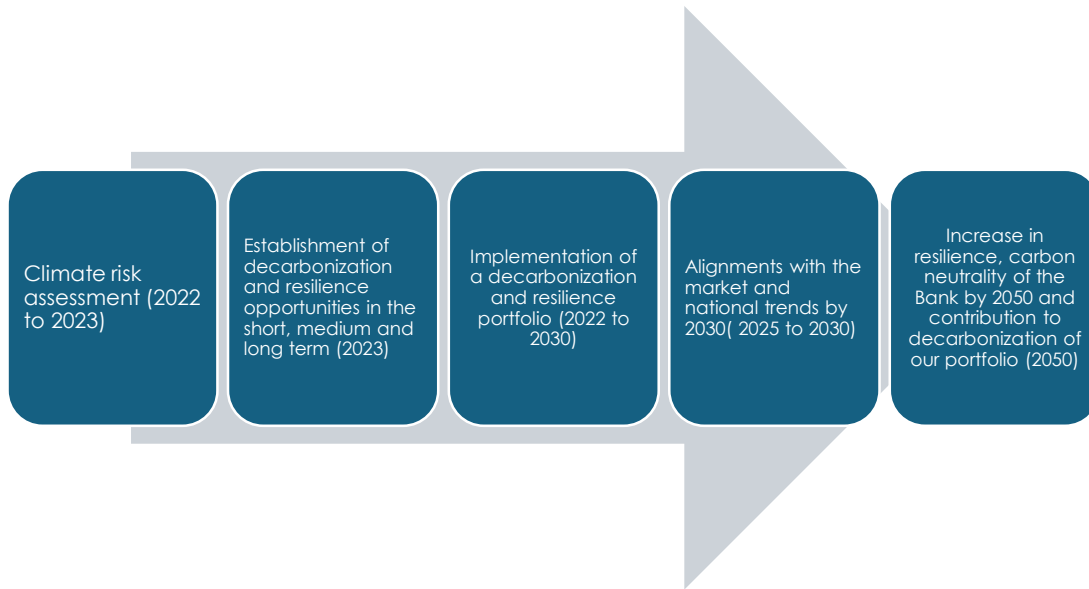 Climate risk
assessment (2022
to 2023)
Establishment of
decarbonization
and resilience
opportunities in the
short, medium and
long term (2023)
Implementation of
a decarbonization
and resilience
portfolio (2022 to
2030)
Alignments with the
market and
national trends by
2030( 2025 to 2030)
Increase in
resilience, carbon
neutrality of the
Bank by 2050 and
contribution to
decarbonization of
our portfolio (2050)